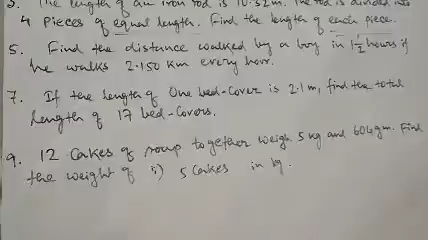 3. The length of an iron rod is 10.32m. The rod is divided into
4 pieces of equal length. Find the length of each piece.
5. Find the distance walked by a boy in 1 1/2 hours if
he walks 2.150 km every hour.
7. If the length of One bed-Cover is 2.1m, find the total
length of 17 bed-Covers.
9. 12 Cakes of soap together weigh 5 kg and 604 gm. Find
the weight of i) 5 Cakes in kg.